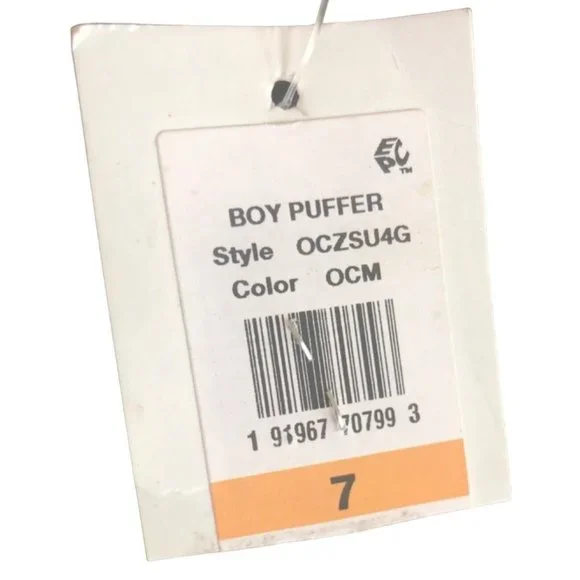 EPC™
BOY PUFFER
Style OCZSU4G
Color OCM
1 91967 70799 3
7